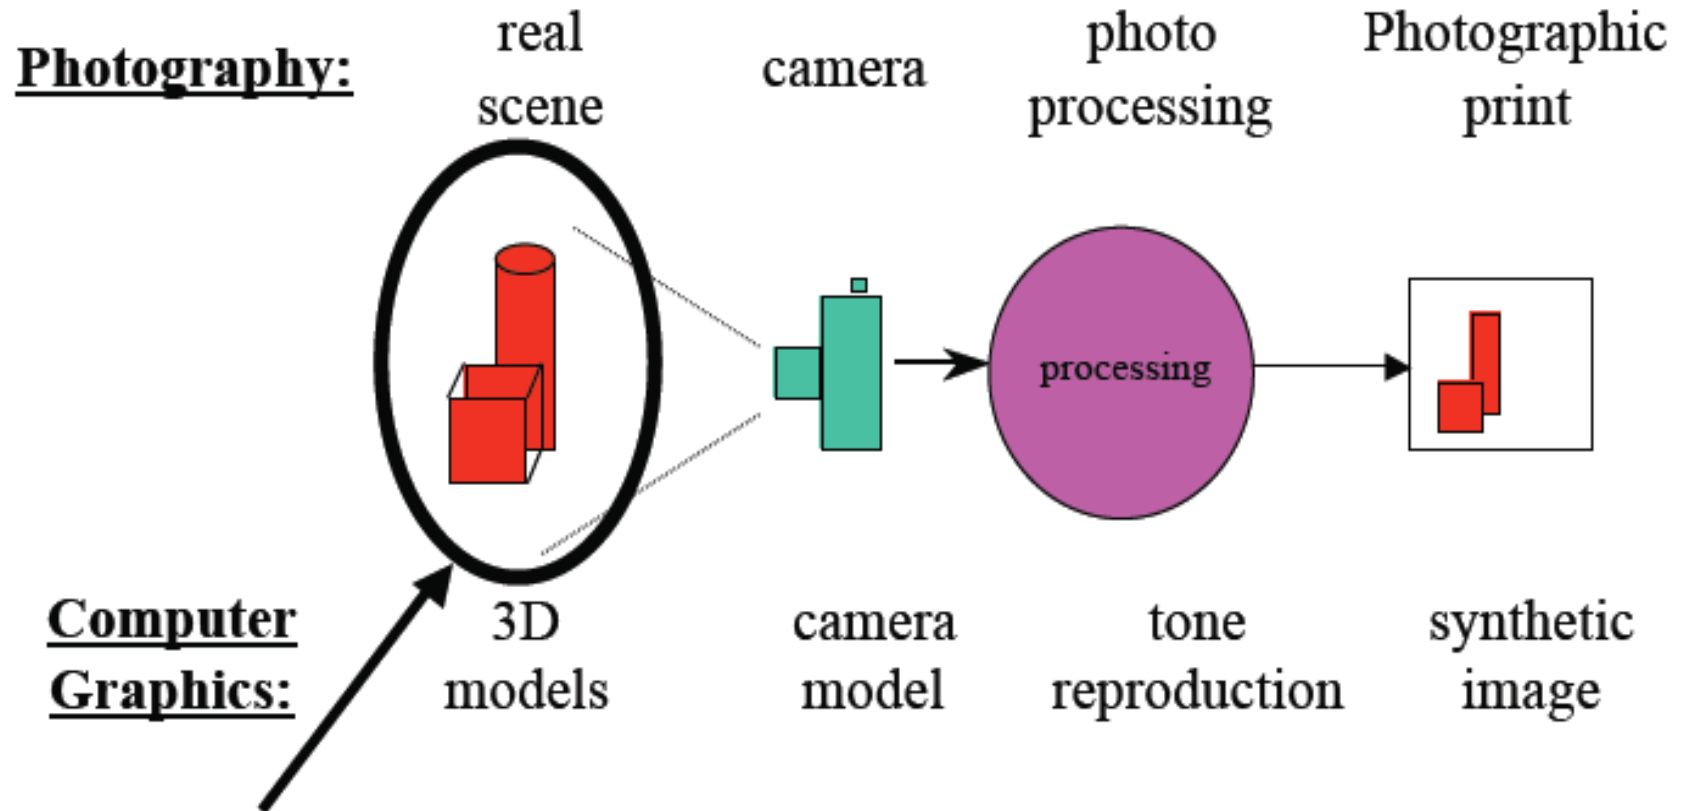 Photography:
real
scene
camera
photo
processing
Photographic
print
processing
Computer
Graphics:
3D
models
camera
model
tone
reproduction
synthetic
image